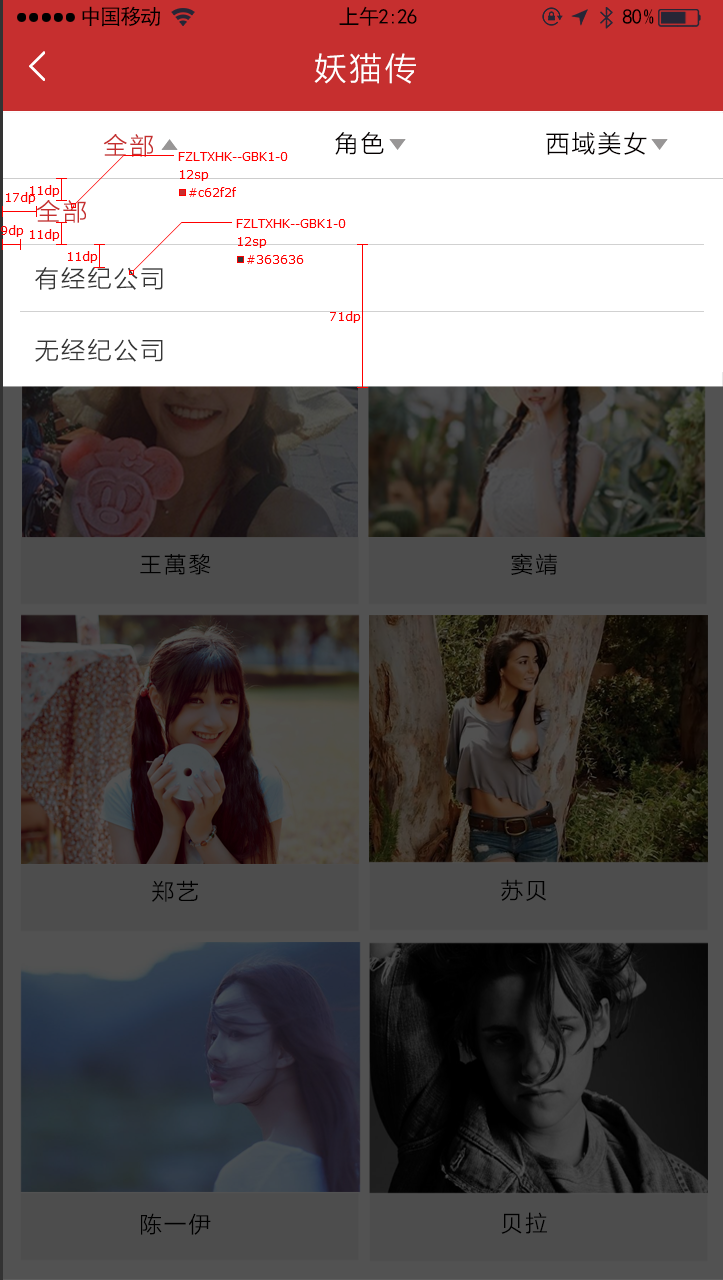 中国移动 上午2:26 80%
妖猫传
全部 角色 西域美女
FZLTXHK--GBK1-0
12sp
#c62f2f
11dp
17dp
全部
FZLTXHK--GBK1-0
9dp
11dp
12sp
11dp
#363636
有经纪公司
71dp
无经纪公司
王萬黎 窦靖
郑艺 苏贝
陈一伊 贝拉